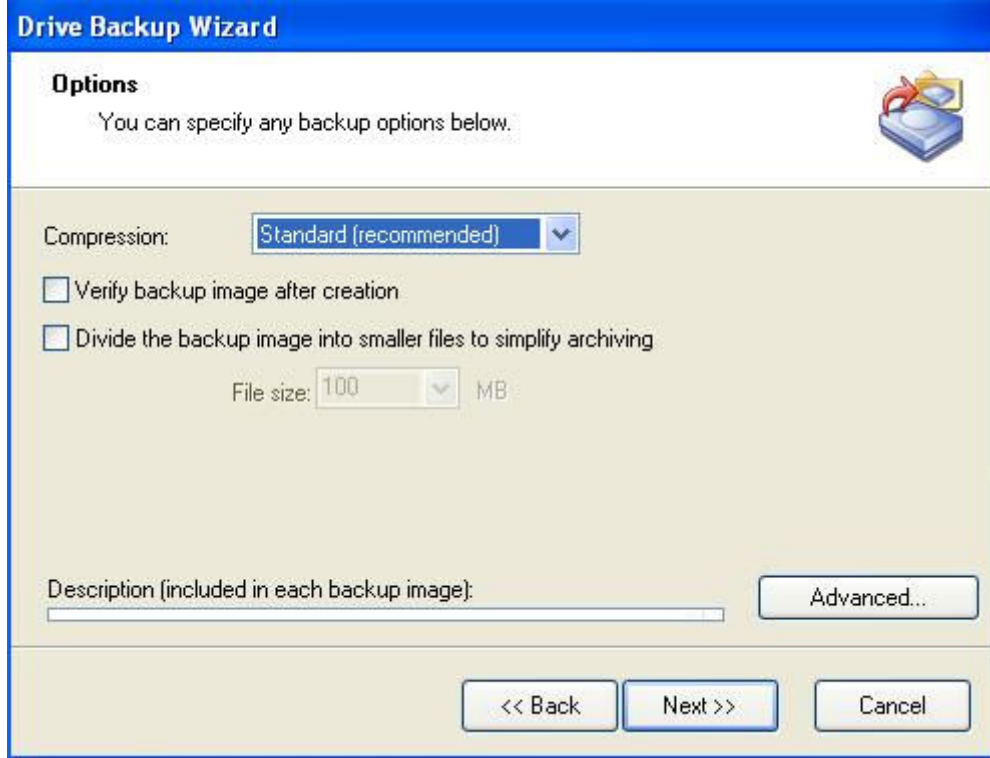 Drive Backup Wizard
Options
You can specify any backup options below.
Compression: Standard (recommended)
Verify backup image after creation
Divide the backup image into smaller files to simplify archiving
File size: 100 MB
Description (included in each backup image):
Advanced...
<< Back Next >> Cancel